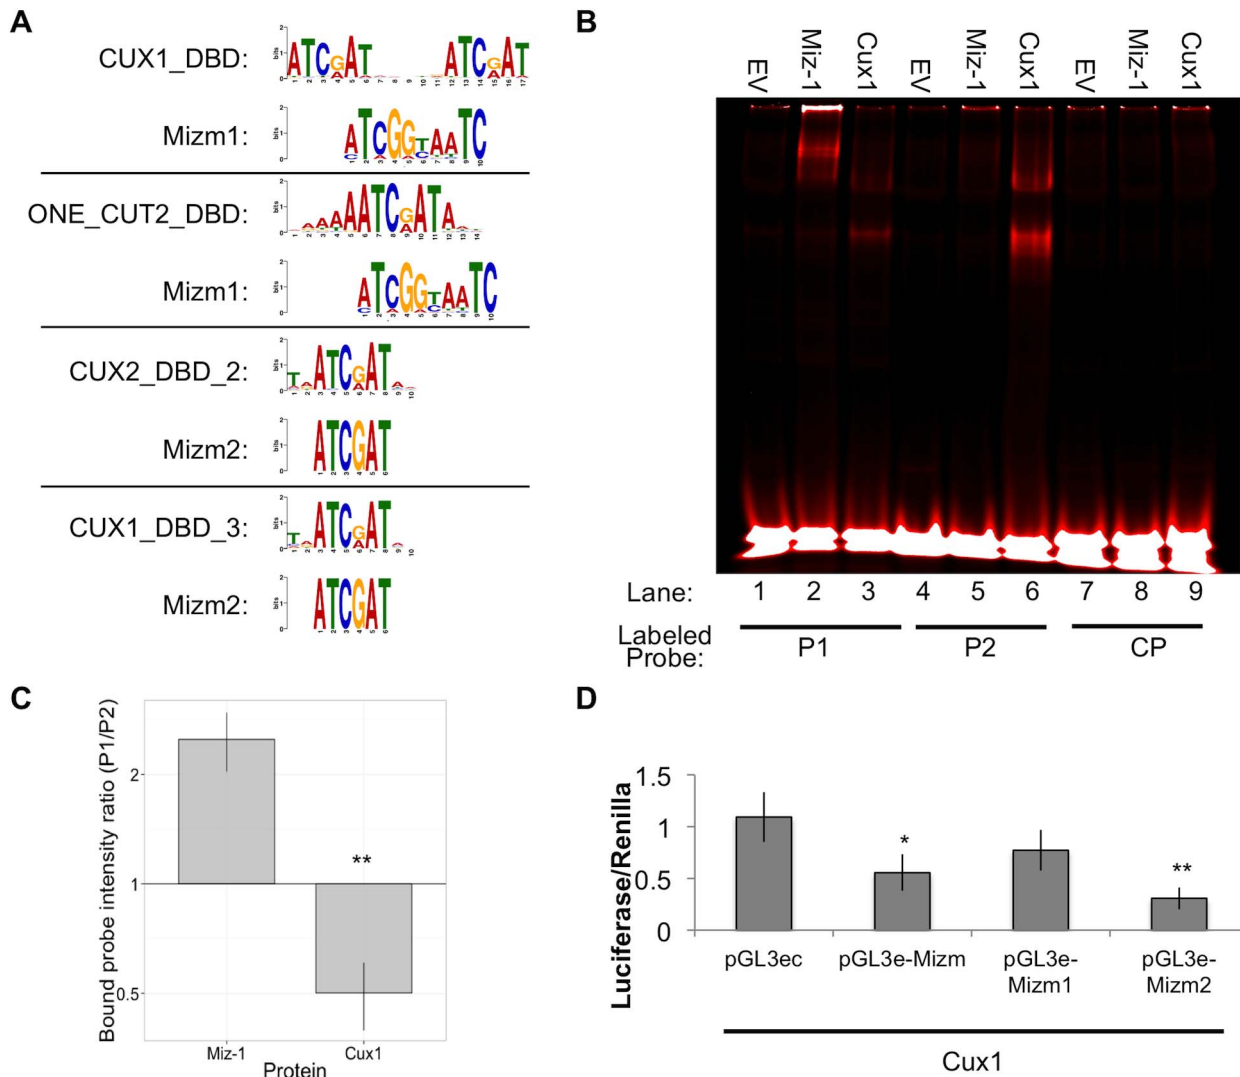 A
CUX1_DBD:
Mizm1:
ONE_CUT2_DBD:
Mizm1:
CUX2_DBD_2:
Mizm2:
CUX1_DBD_3:
Mizm2:
B
EV Miz-1 Cux1 EV Miz-1 Cux1 EV Miz-1 Cux1
Lane: 1 2 3 4 5 6 7 8 9
Labeled
Probe:
P1 P2 CP
C
Bound probe intensity ratio (P1/P2)
2
1
0.5
**
Miz-1 Cux1
Protein
D
Luciferase/Renilla
1.5
1
0.5
0
*
**
pGL3ec pGL3e-Mizm pGL3e-Mizm1 pGL3e-Mizm2
Cux1